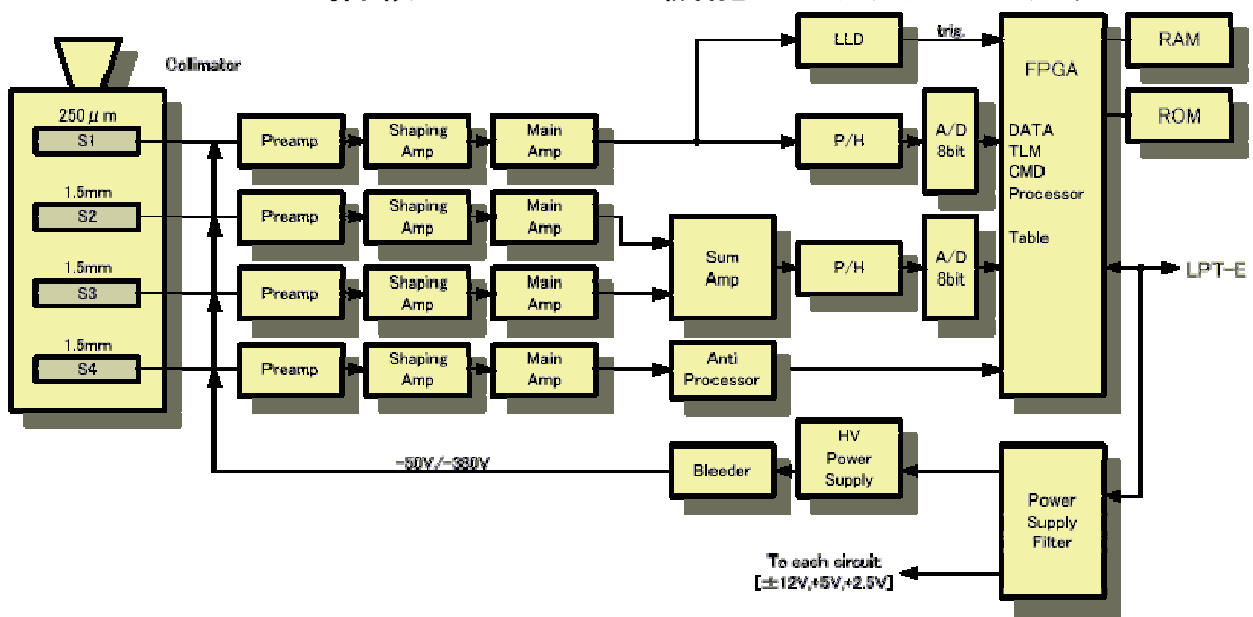 Collimator
250μm
S1
1.5mm
S2
1.5mm
S3
1.5mm
S4
Preamp
Shaping
Amp
Main
Amp
Preamp
Shaping
Amp
Main
Amp
Preamp
Shaping
Amp
Main
Amp
Preamp
Shaping
Amp
Main
Amp
Sum
Amp
Anti
Processor
LLD
trig.
P/H
A/D
8bit
P/H
A/D
8bit
FPGA
DATA
TLM
CMD
Processor
Table
RAM
ROM
LPT-E
-50V/-380V
Bleeder
HV
Power
Supply
Power
Supply
Filter
To each circuit
[±12V,+5V,+2.5V]